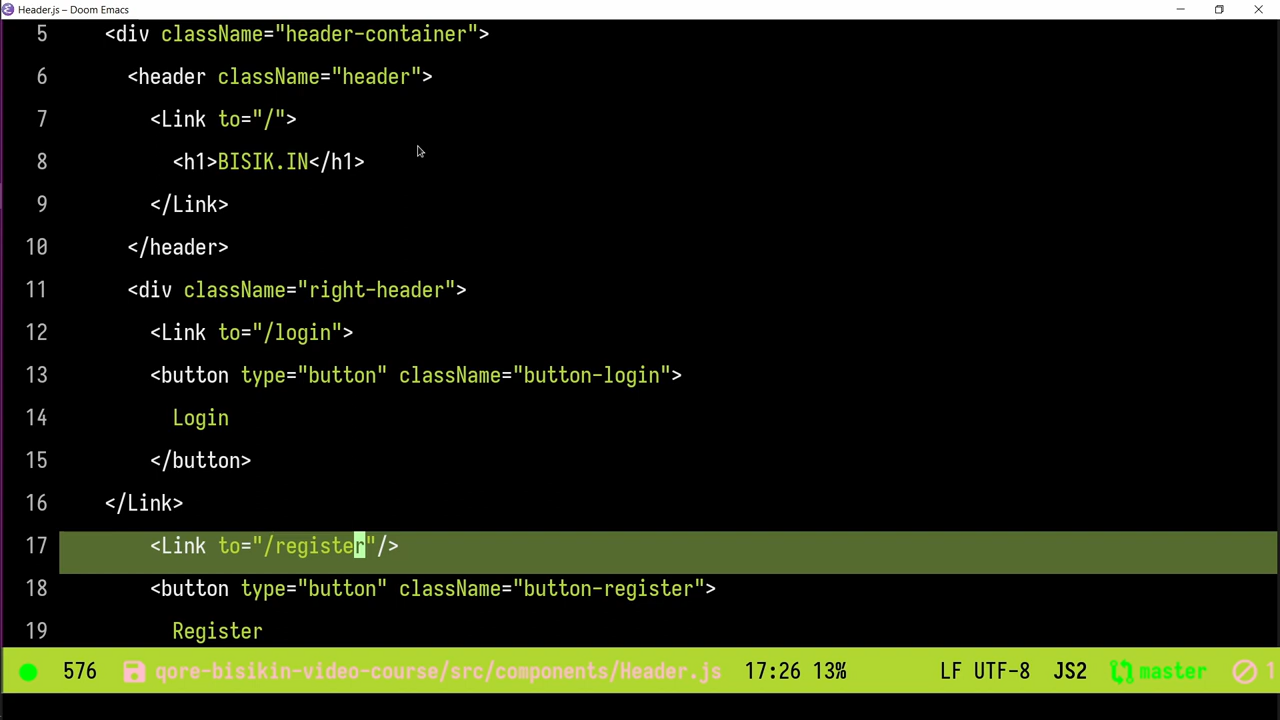 Header.js – Doom Emacs
5 <div className="header-container">
6 <header className="header">
7 <Link to="/">
8 <h1>BISIK.IN</h1>
9 </Link>
10 </header>
11 <div className="right-header">
12 <Link to="/login">
13 <button type="button" className="button-login">
14 Login
15 </button>
16 </Link>
17 <Link to="/register"/>
18 <button type="button" className="button-register">
19 Register
576 qore-bisikin-video-course/src/components/Header.js 17:26 13% LF UTF-8 JS2 master 1